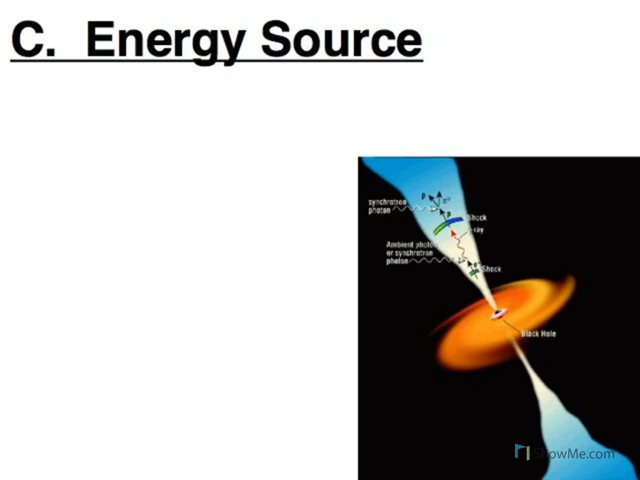 C. Energy Source
synchrotron
photon
p
e
p
Shock
Ambient photon
or synchrotron
photon
Shock
Black Hole
ShowMe.com